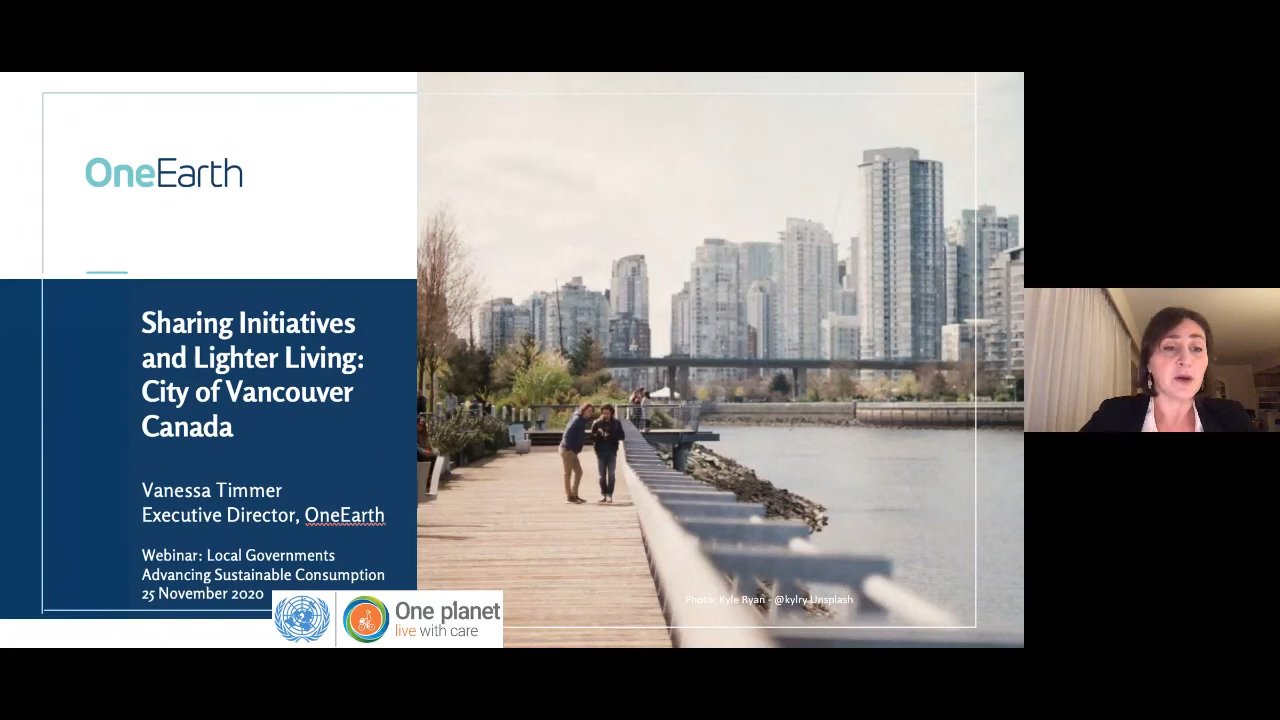 OneEarth
Sharing Initiatives
and Lighter Living:
City of Vancouver
Canada
Vanessa Timmer
Executive Director, OneEarth
Webinar: Local Governments
Advancing Sustainable Consumption
25 November 2020
One planet
live with care
Photo: Kyle Ryan - @kylry Unsplash